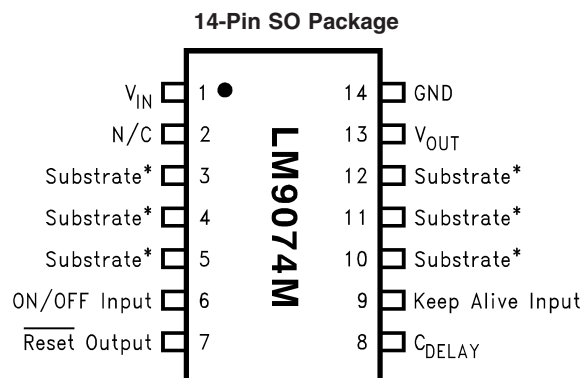 14-Pin SO Package
V_IN 1 14 GND
N/C 2 13 V_OUT
Substrate* 3 12 Substrate*
Substrate* 4 11 Substrate*
Substrate* 5 10 Substrate*
ON/OFF Input 6 9 Keep Alive Input
Reset Output 7 8 C_DELAY
LM9074M